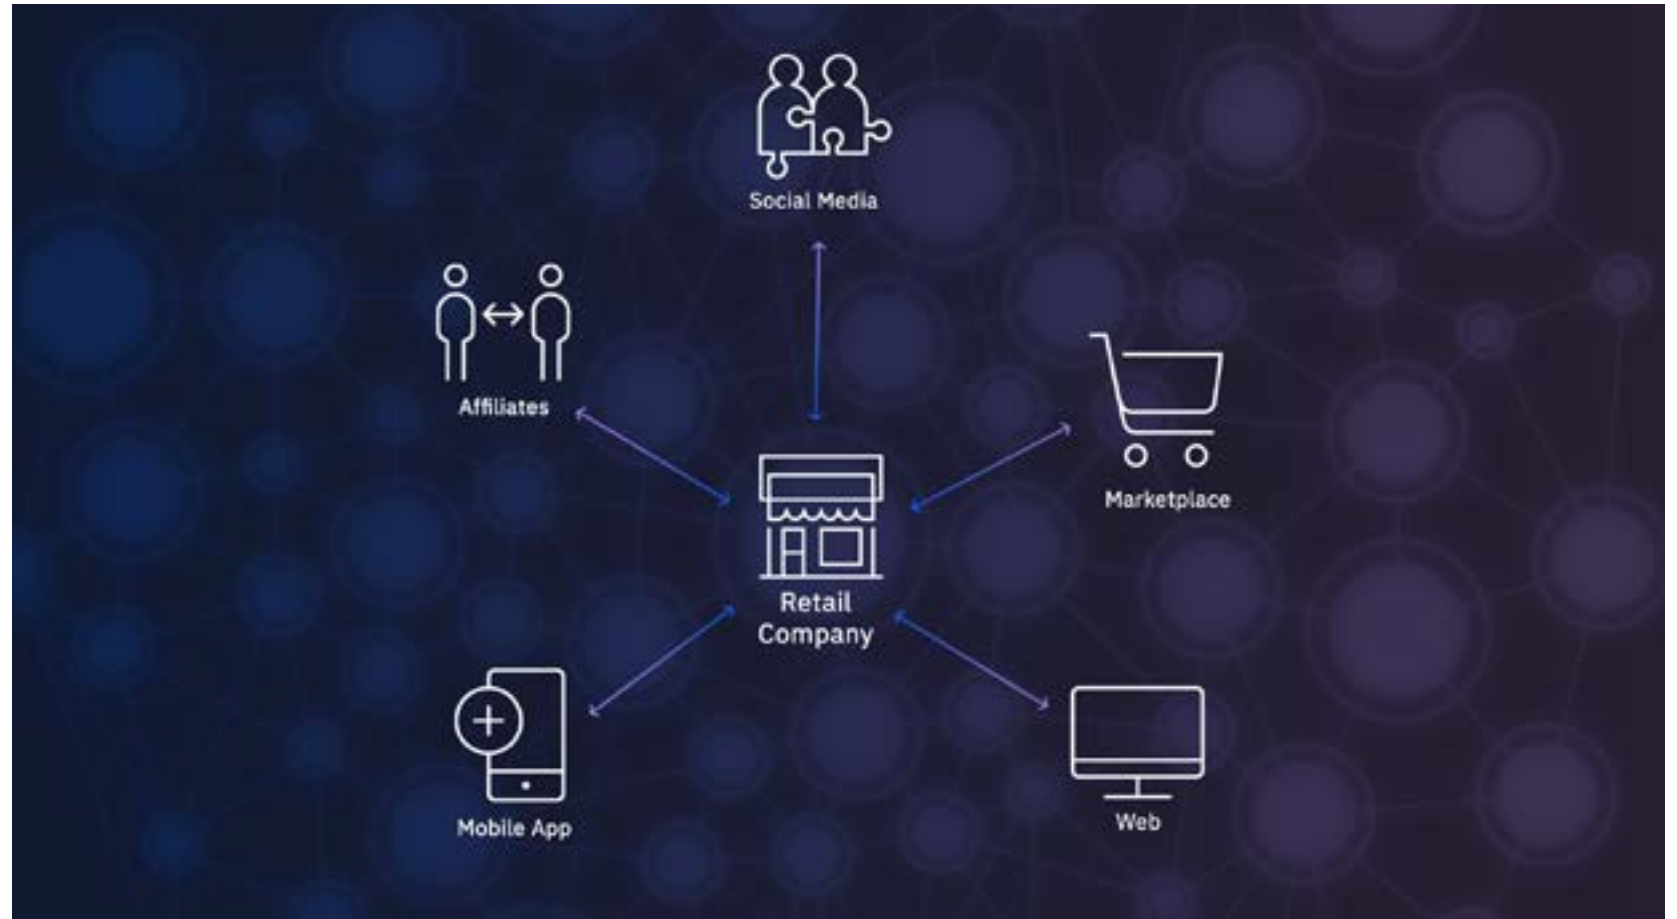 Social Media
Affiliates
Marketplace
Retail
Company
Mobile App
Web